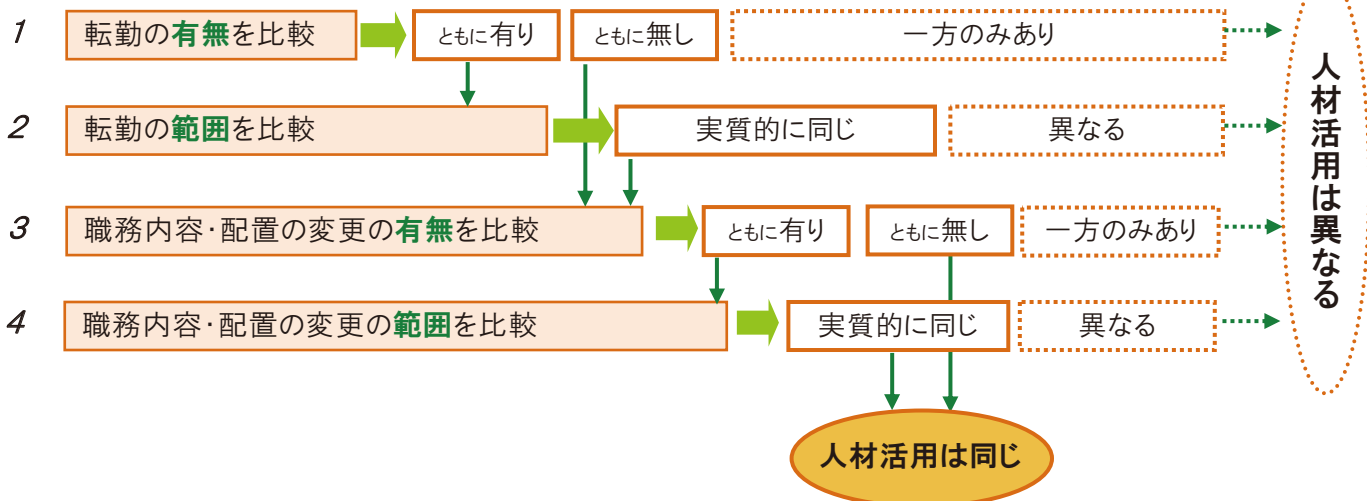 1 転勤の有無を比較 ともに有り ともに無し 一方のみあり
2 転勤の範囲を比較 実質的に同じ 異なる
3 職務内容・配置の変更の有無を比較 ともに有り ともに無し 一方のみあり
4 職務内容・配置の変更の範囲を比較 実質的に同じ 異なる
人材活用は異なる
人材活用は同じ